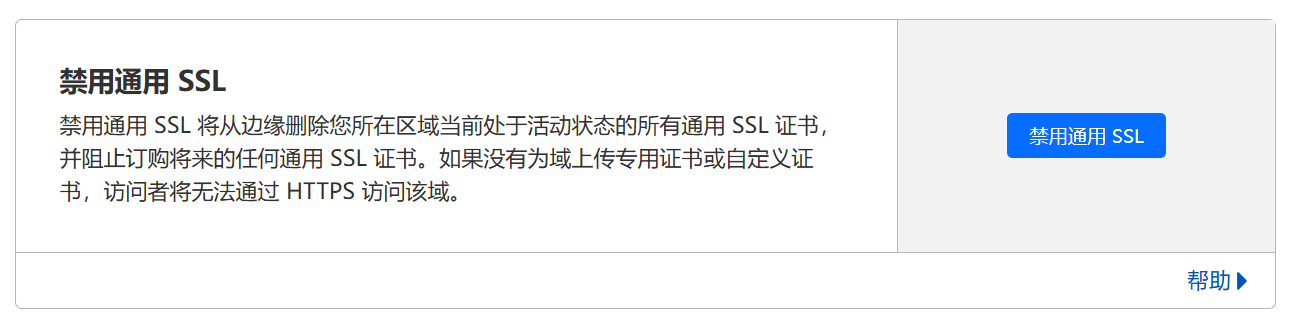 禁用通用 SSL
禁用通用 SSL 将从边缘删除您所在区域当前处于活动状态的所有通用 SSL 证书，
并阻止订购将来的任何通用 SSL 证书。如果没有为域上传专用证书或自定义证
书，访问者将无法通过 HTTPS 访问该域。
禁用通用 SSL
帮助